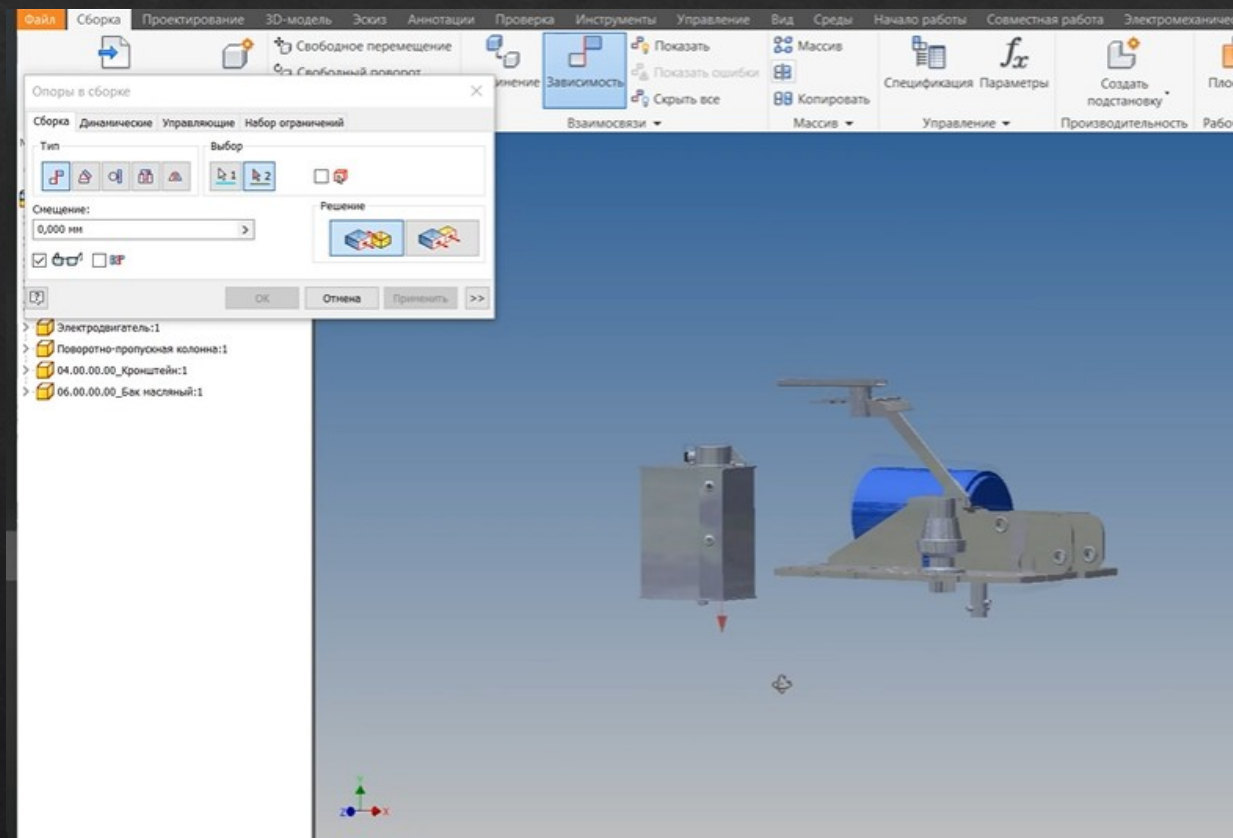 Файл Сборка Проектирование 3D-модель Эскиз Аннотации Проверка Инструменты Управление Вид Среды Начало работы Совместная работа
Свободное перемещение
Свободный поворот
Зависимость
Показать
Показать ошибки
Скрыть все
Массив
Копировать
Спецификация Параметры
Создать
подстановку
Взаимосвязи
Массив
Управление
Производительность
Опоры в сборке
Сборка Динамические Управляющие Набор ограничений
Тип
Выбор
1 2
Смещение:
0,000 мм
Решение
OK Отмена Применить >>
Электродвигатель:1
Поворотно-пропускная колонна:1
04.00.00.00_Кронштейн:1
06.00.00.00_Бак масляный:1
Y
Z X